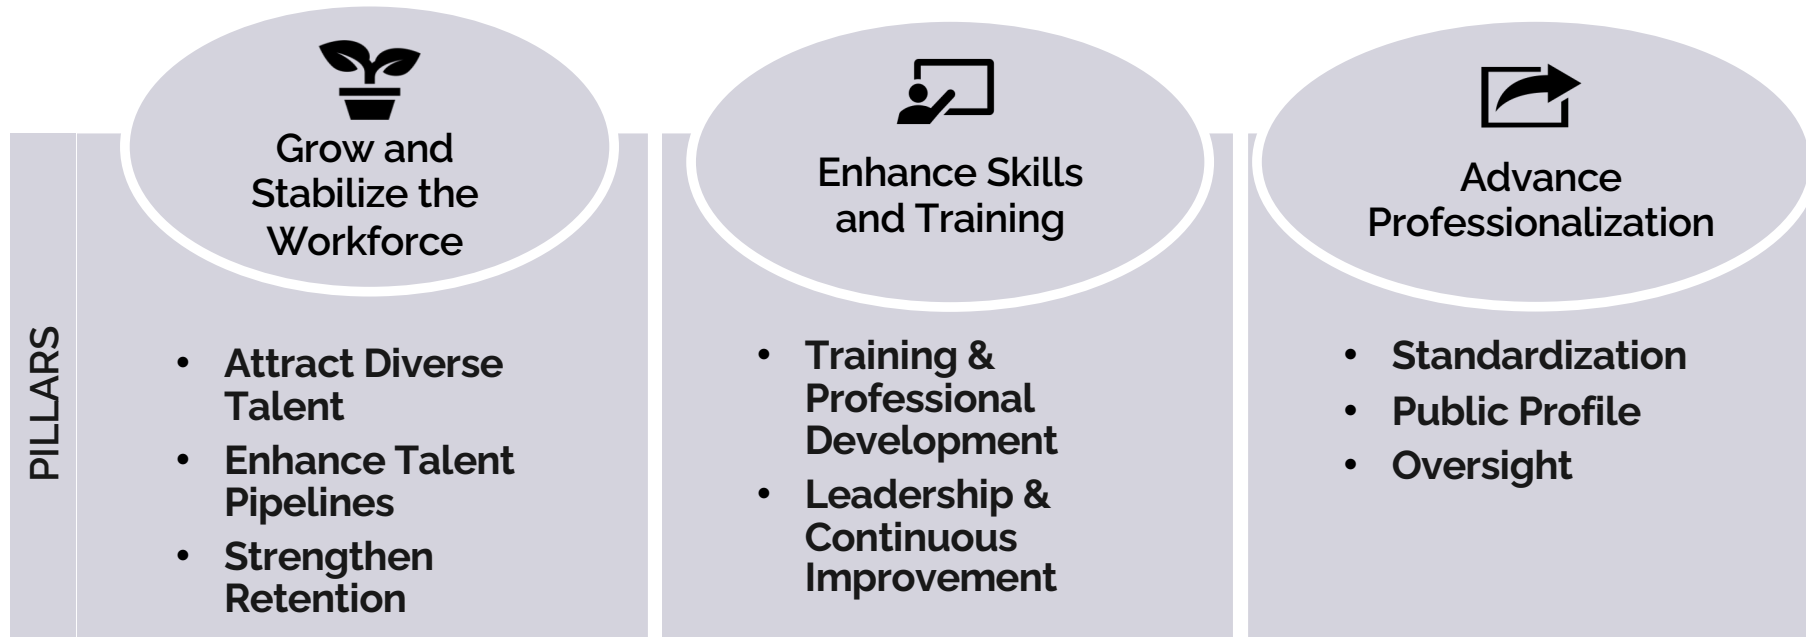 PILLARS
Grow and
Stabilize the
Workforce
• Attract Diverse
Talent
• Enhance Talent
Pipelines
• Strengthen
Retention
Enhance Skills
and Training
• Training &
Professional
Development
• Leadership &
Continuous
Improvement
Advance
Professionalization
• Standardization
• Public Profile
• Oversight